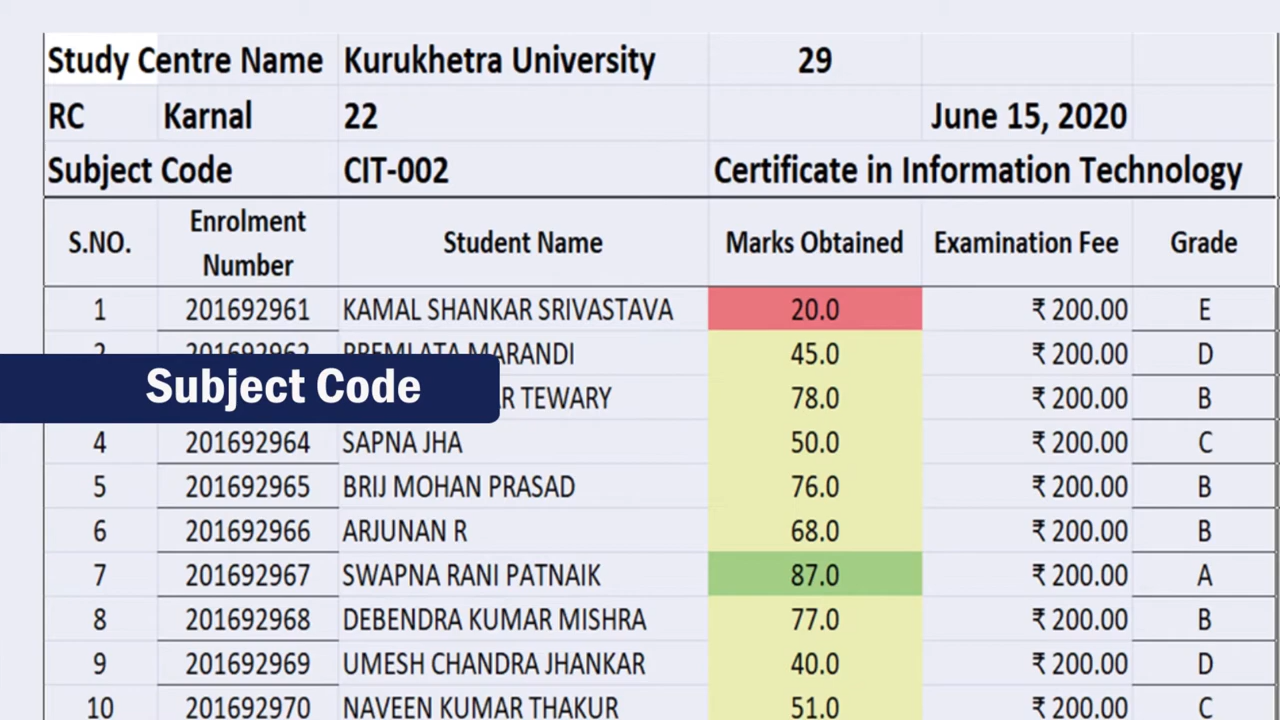 Study Centre Name Kurukhetra University 29
RC Karnal 22 June 15, 2020
Subject Code CIT-002 Certificate in Information Technology
S.NO. Enrolment Number Student Name Marks Obtained Examination Fee Grade
1 201692961 KAMAL SHANKAR SRIVASTAVA 20.0 ₹ 200.00 E
2 201692962 PREMLATA MARANDI 45.0 ₹ 200.00 D
Subject Code
TEWARY 78.0 ₹ 200.00 B
4 201692964 SAPNA JHA 50.0 ₹ 200.00 C
5 201692965 BRIJ MOHAN PRASAD 76.0 ₹ 200.00 B
6 201692966 ARJUNAN R 68.0 ₹ 200.00 B
7 201692967 SWAPNA RANI PATNAIK 87.0 ₹ 200.00 A
8 201692968 DEBENDRA KUMAR MISHRA 77.0 ₹ 200.00 B
9 201692969 UMESH CHANDRA JHANKAR 40.0 ₹ 200.00 D
10 201692970 NAVEEN KUMAR THAKUR 51.0 ₹ 200.00 C